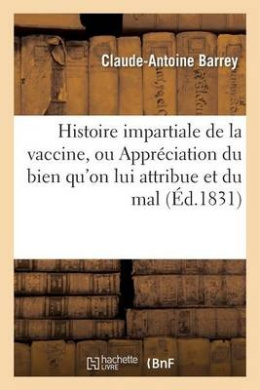 Claude-Antoine Barrey
Histoire impartiale de la vaccine, ou Appréciation du bien qu'on lui attribue et du mal (Éd.1831)
hachette
LIVRE
{BnF